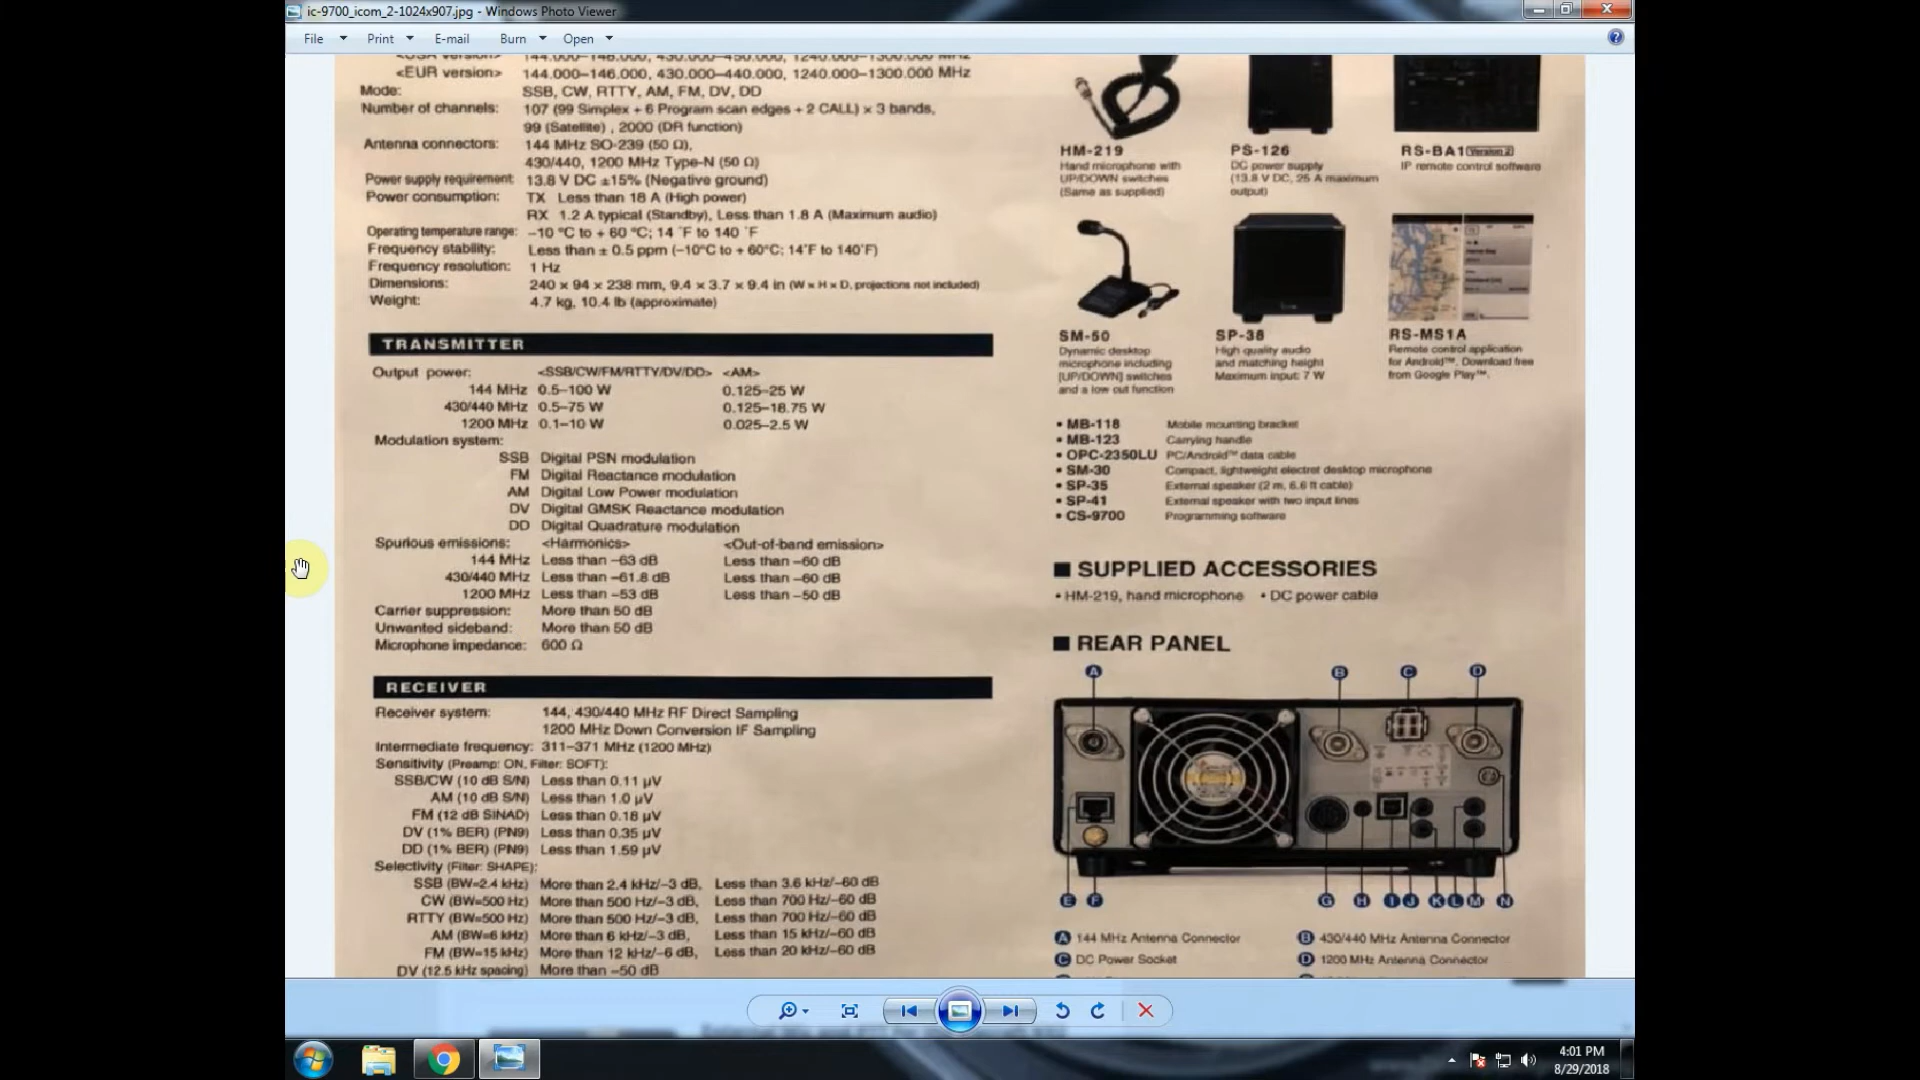 ic-9700_icom_2-1024x907.jpg - Windows Photo Viewer
File Print E-mail Burn Open
<USA version> 144.000–148.000, 430.000–450.000, 1240.000–1300.000 MHz
<EUR version> 144.000–146.000, 430.000–440.000, 1240.000–1300.000 MHz
Mode: SSB, CW, RTTY, AM, FM, DV, DD
Number of channels: 107 (99 Simplex + 6 Program scan edges + 2 CALL) × 3 bands,
99 (Satellite) , 2000 (DR function)
Antenna connectors: 144 MHz SO-239 (50 Ω),
430/440, 1200 MHz Type-N (50 Ω)
Power supply requirement: 13.8 V DC ±15% (Negative ground)
Power consumption: TX Less than 18 A (High power)
RX 1.2 A typical (Standby), Less than 1.8 A (Maximum audio)
Operating temperature range: –10 °C to + 60 °C; 14 °F to 140 °F
Frequency stability: Less than ± 0.5 ppm (–10°C to + 60°C; 14°F to 140°F)
Frequency resolution: 1 Hz
Dimensions: 240 × 94 × 238 mm, 9.4 × 3.7 × 9.4 in (W × H × D, projections not included)
Weight: 4.7 kg, 10.4 lb (approximate)
TRANSMITTER
Output power: <SSB/CW/FM/RTTY/DV/DD> <AM>
144 MHz 0.5–100 W 0.125–25 W
430/440 MHz 0.5–75 W 0.125–18.75 W
1200 MHz 0.1–10 W 0.025–2.5 W
Modulation system:
SSB Digital PSN modulation
FM Digital Reactance modulation
AM Digital Low Power modulation
DV Digital GMSK Reactance modulation
DD Digital Quadrature modulation
Spurious emissions: <Harmonics> <Out-of-band emission>
144 MHz Less than –63 dB Less than –60 dB
430/440 MHz Less than –61.8 dB Less than –60 dB
1200 MHz Less than –53 dB Less than –50 dB
Carrier suppression: More than 50 dB
Unwanted sideband: More than 50 dB
Microphone impedance: 600 Ω
RECEIVER
Receiver system: 144, 430/440 MHz RF Direct Sampling
1200 MHz Down Conversion IF Sampling
Intermediate frequency: 311–371 MHz (1200 MHz)
Sensitivity (Preamp: ON, Filter: SOFT):
SSB/CW (10 dB S/N) Less than 0.11 µV
AM (10 dB S/N) Less than 1.0 µV
FM (12 dB SINAD) Less than 0.18 µV
DV (1% BER) (PN9) Less than 0.35 µV
DD (1% BER) (PN9) Less than 1.59 µV
Selectivity (Filter: SHAPE):
SSB (BW=2.4 kHz) More than 2.4 kHz/–3 dB, Less than 3.6 kHz/–60 dB
CW (BW=500 Hz) More than 500 Hz/–3 dB, Less than 700 Hz/–60 dB
RTTY (BW=500 Hz) More than 500 Hz/–3 dB, Less than 700 Hz/–60 dB
AM (BW=6 kHz) More than 6 kHz/–3 dB, Less than 15 kHz/–60 dB
FM (BW=15 kHz) More than 12 kHz/–6 dB, Less than 20 kHz/–60 dB
DV (12.5 kHz spacing) More than –50 dB
HM-219
Hand microphone with
UP/DOWN switches
(Same as supplied)
PS-126
DC power supply
(13.8 V DC, 25 A maximum
output)
RS-BA1 Version 2
IP remote control software
SM-50
Dynamic desktop
microphone including
[UP/DOWN] switches
and a low cut function
SP-38
High quality audio
and matching height
Maximum input: 7 W
RS-MS1A
Remote control application
for Android™. Download free
from Google Play™.
• MB-118 Mobile mounting bracket
• MB-123 Carrying handle
• OPC-2350LU PC/Android™ data cable
• SM-30 Compact, lightweight electret desktop microphone
• SP-35 External speaker (2 m, 6.6 ft cable)
• SP-41 External speaker with two input lines
• CS-9700 Programming software
■ SUPPLIED ACCESSORIES
• HM-219, hand microphone • DC power cable
■ REAR PANEL
A B C D
E F G H I J K L M N
A 144 MHz Antenna Connector B 430/440 MHz Antenna Connector
C DC Power Socket D 1200 MHz Antenna Connector
4:01 PM
8/29/2018